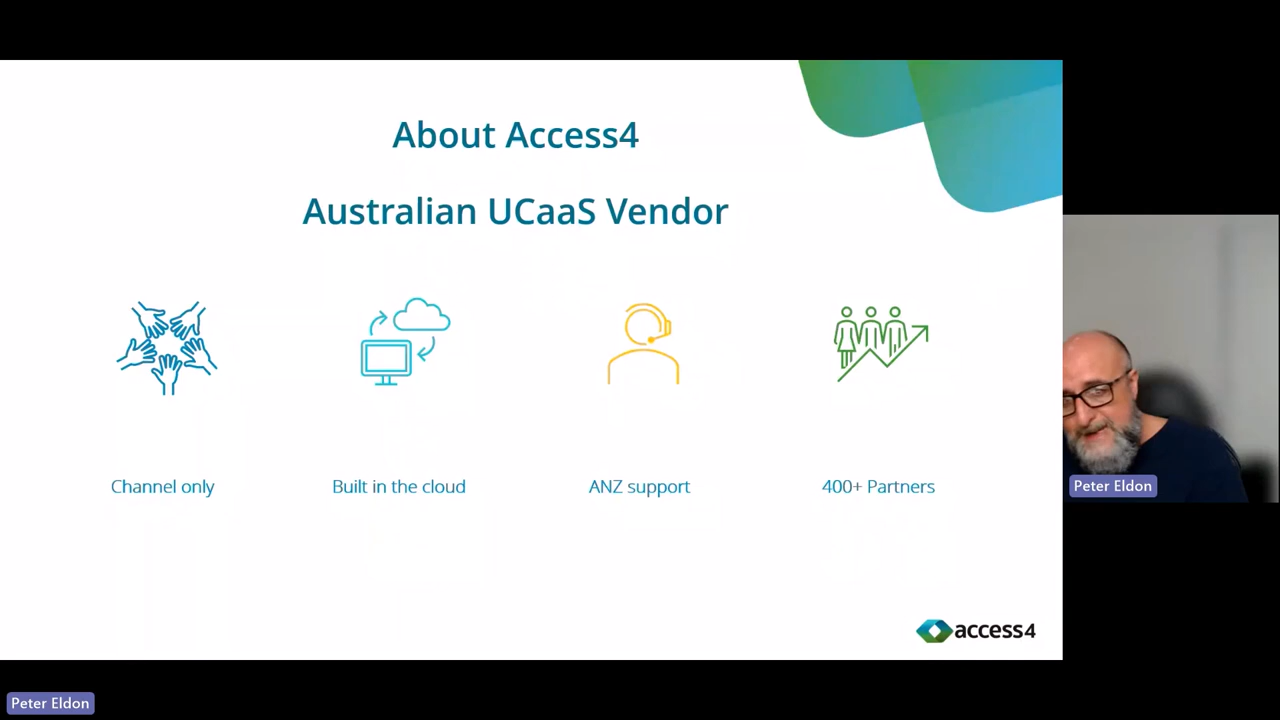 About Access4
Australian UCaaS Vendor
Channel only
Built in the cloud
ANZ support
400+ Partners
Peter Eldon
access4
Peter Eldon